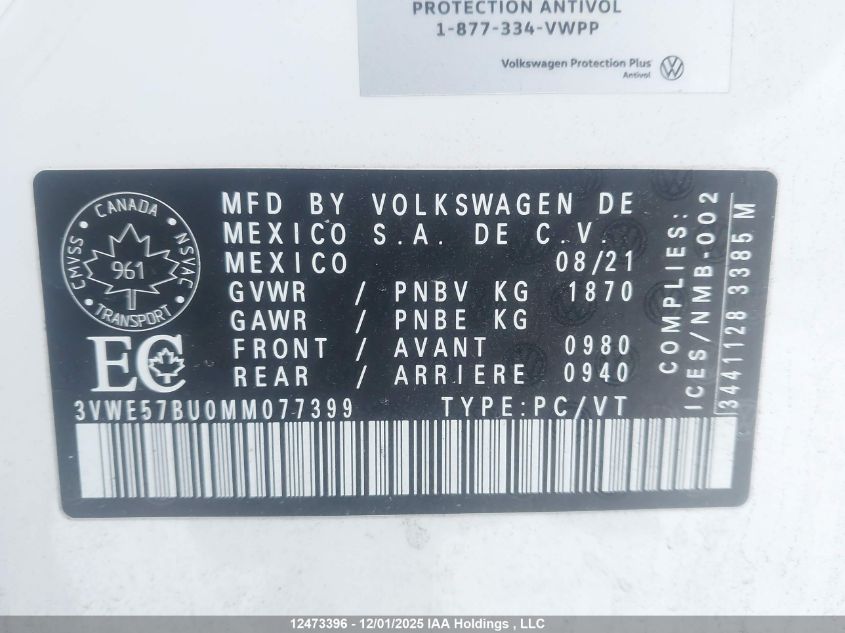 PROTECTION ANTIVOL
1-877-334-VWPP
Volkswagen Protection Plus
Antivol
CANADA
CMVSS
NSVAC
961
TRANSPORT
EC
MFD BY VOLKSWAGEN DE
MEXICO S.A. DE C.V.
MEXICO 08/21
GVWR / PNBV KG 1870
GAWR / PNBE KG
FRONT / AVANT 0980
REAR / ARRIERE 0940
3VWE57BU0MM077399 TYPE:PC/VT
COMPLIES:
ICES/NMB-002
3441128 3385 M
12473396 - 12/01/2025 IAA Holdings , LLC